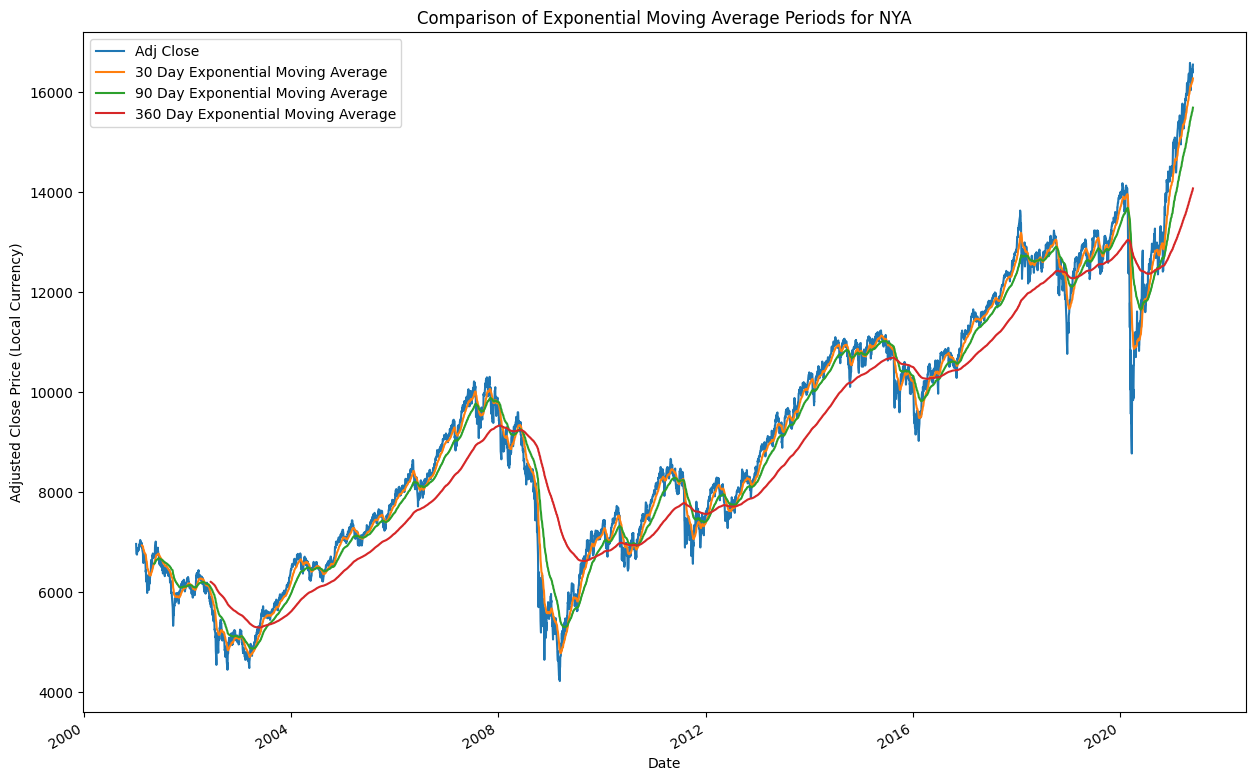 Comparison of Exponential Moving Average Periods for NYA
Adj Close
30 Day Exponential Moving Average
90 Day Exponential Moving Average
360 Day Exponential Moving Average
Adjusted Close Price (Local Currency)
16000
14000
12000
10000
8000
6000
4000
2000
2004
2008
2012
2016
2020
Date